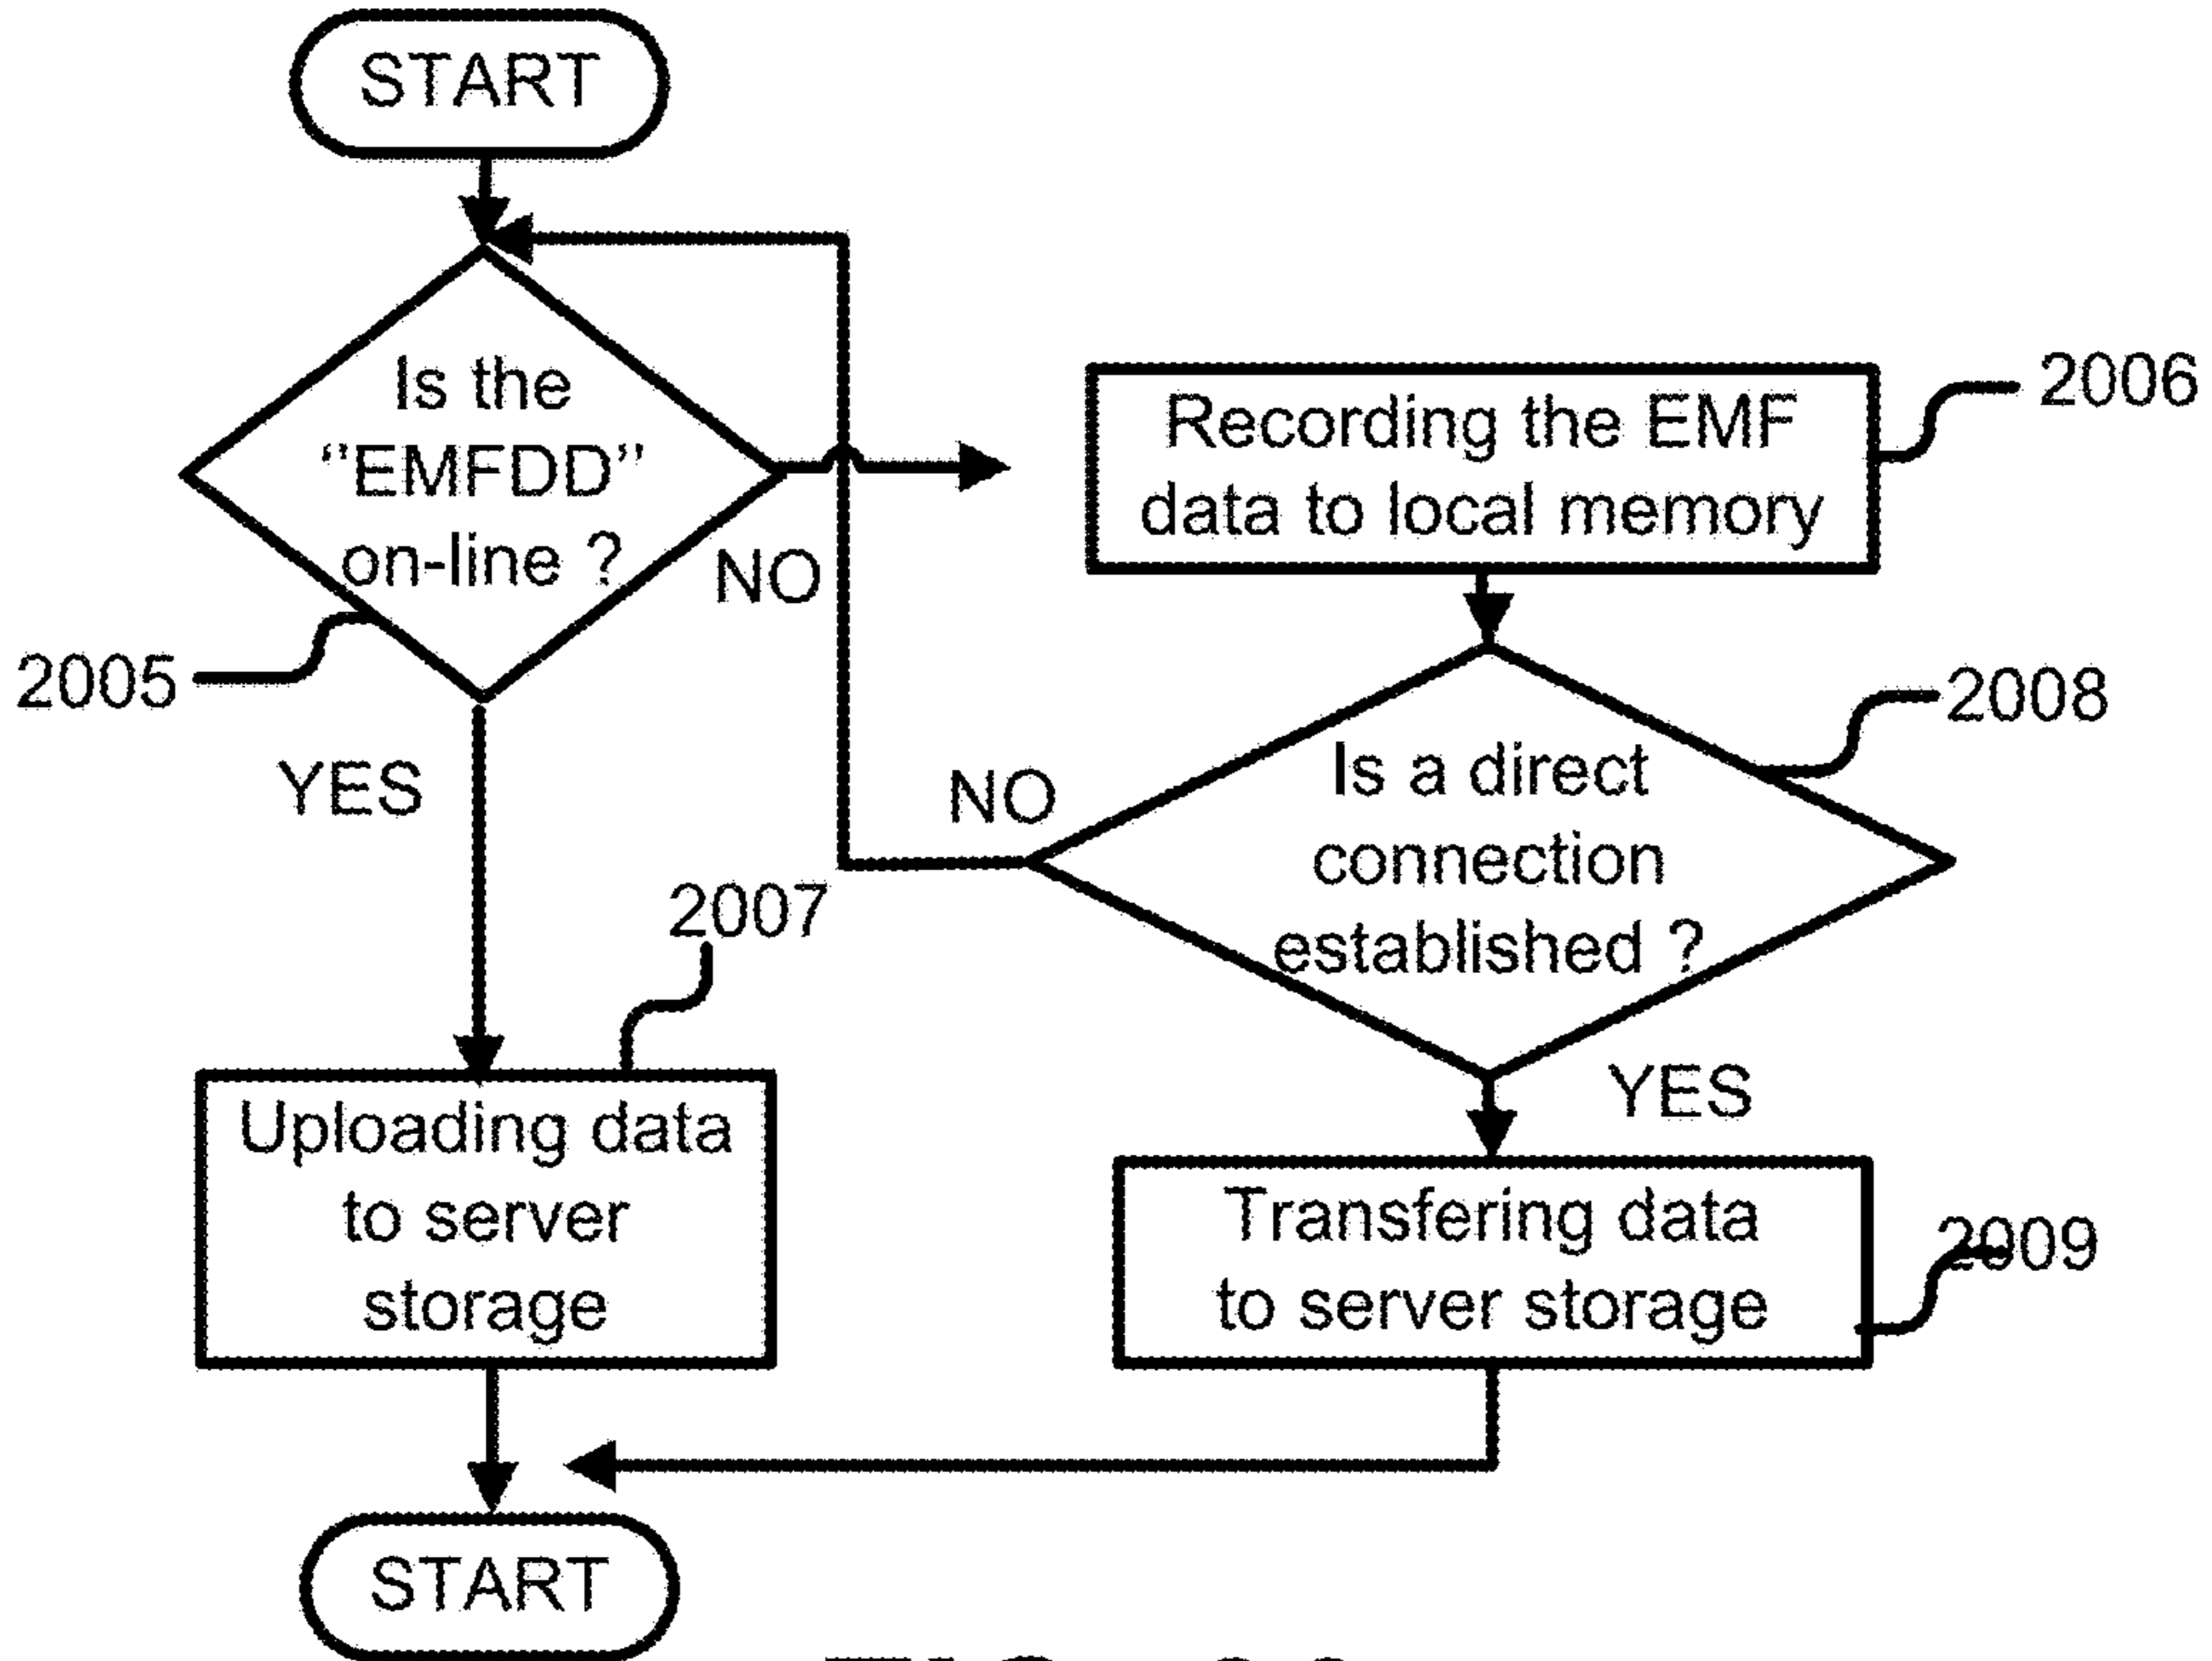 START
Is the
"EMFDD"
on-line ?
NO
2005
YES
Recording the EMF
data to local memory
2006
Is a direct
connection
established ?
2008
NO
YES
2007
Uploading data
to server
storage
Transfering data
to server storage
2009
START